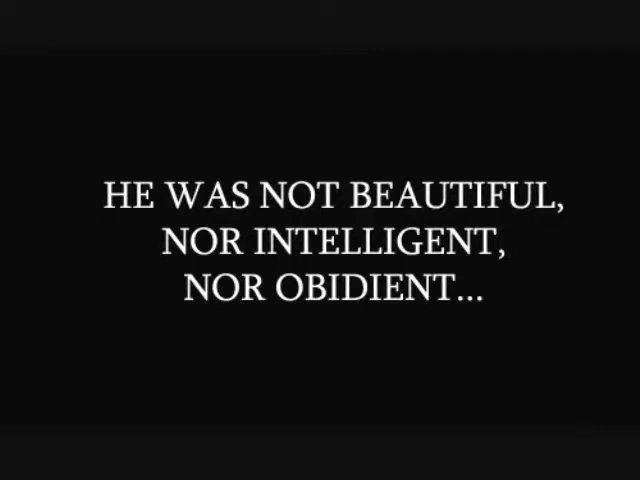 HE WAS NOT BEAUTIFUL,
NOR INTELLIGENT,
NOR OBIDIENT...